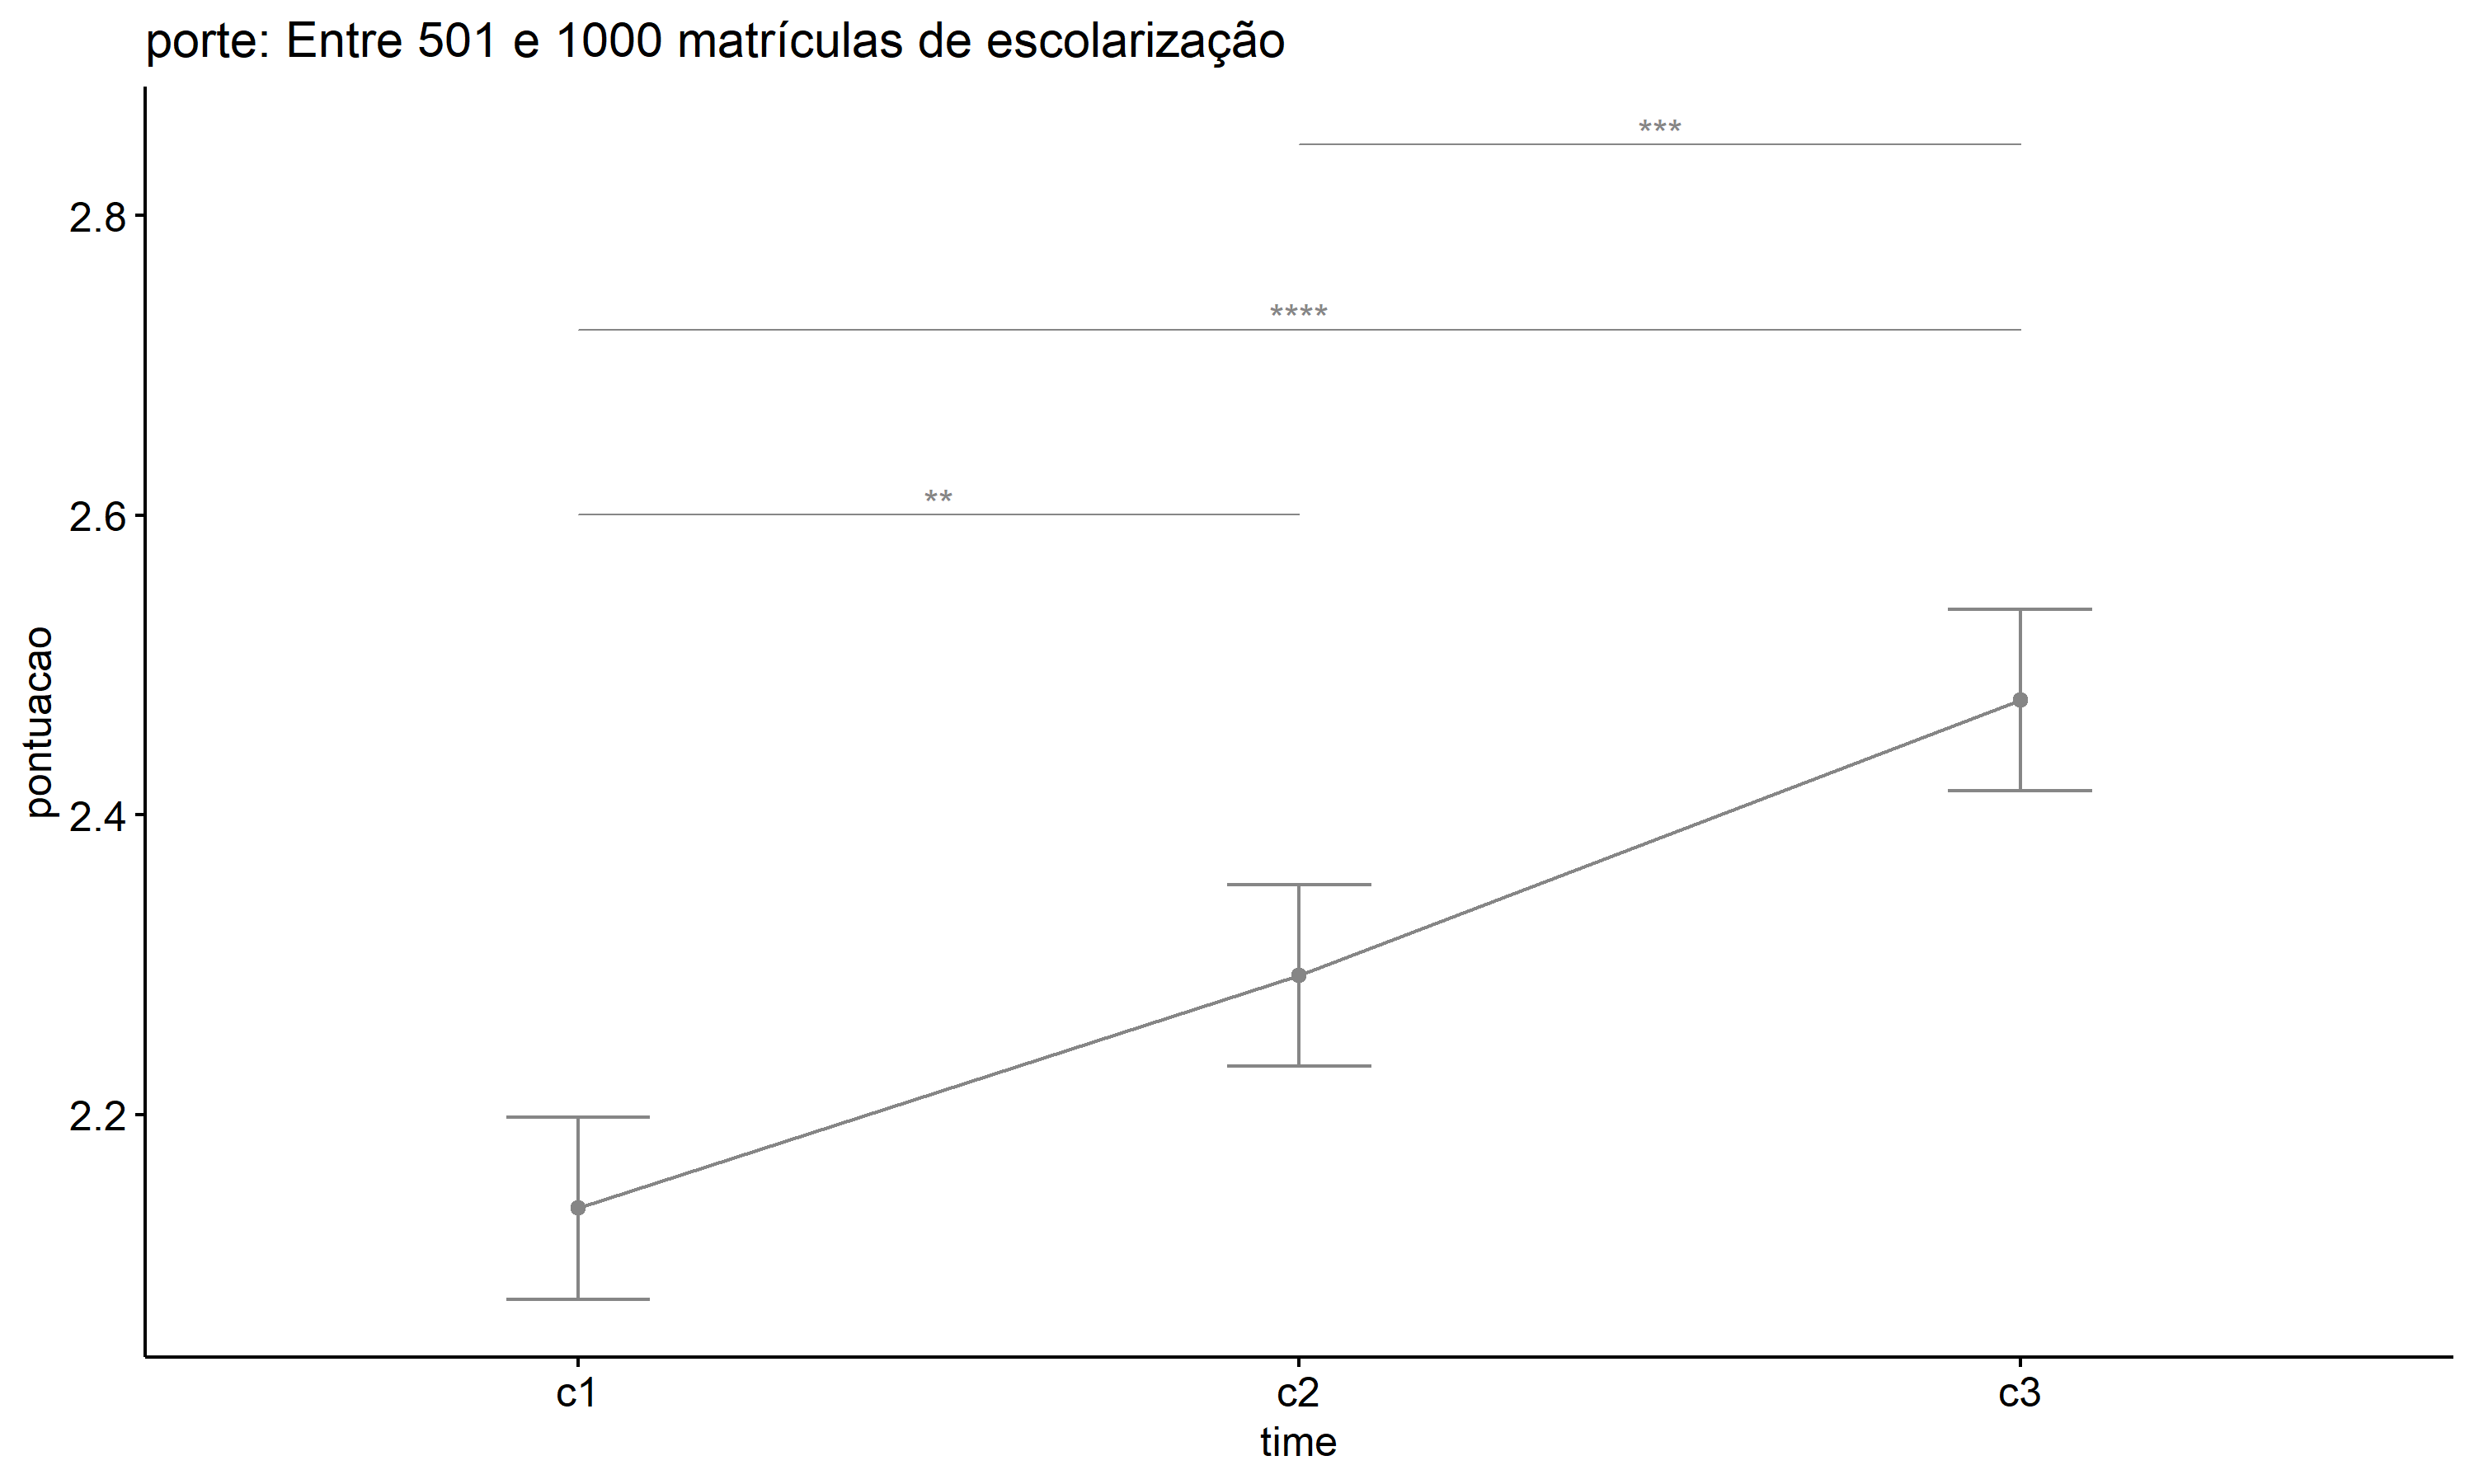 porte: Entre 501 e 1000 matrículas de escolarização
***
2.8
****
2.6
**
pontuacao
2.4
2.2
c1 c2 c3
time